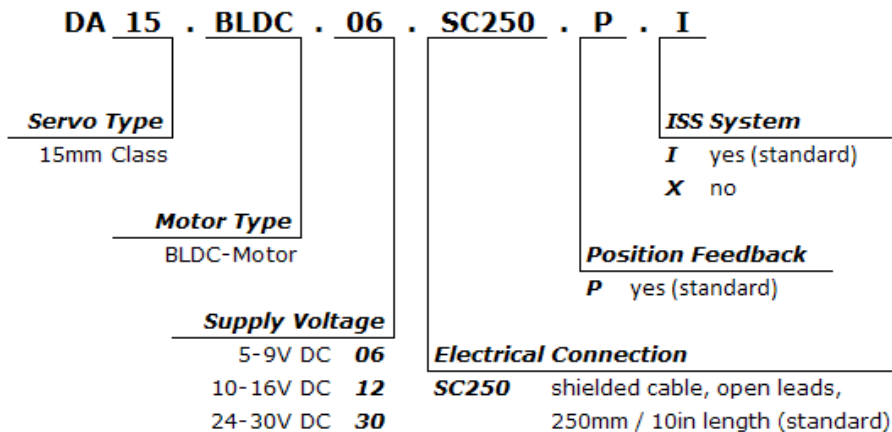 DA 15 . BLDC . 06 . SC250 . P . I
Servo Type
15mm Class
Motor Type
BLDC-Motor
Supply Voltage
5-9V DC 06
10-16V DC 12
24-30V DC 30
Electrical Connection
SC250 shielded cable, open leads,
250mm / 10in length (standard)
Position Feedback
P yes (standard)
ISS System
I yes (standard)
X no